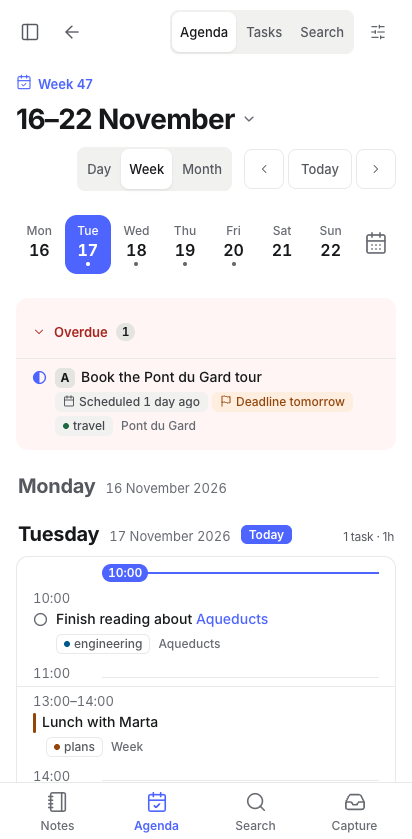 Agenda Tasks Search
Week 47
16–22 November
Day Week Month Today
Mon Tue Wed Thu Fri Sat Sun
16 17 18 19 20 21 22
Overdue 1
A Book the Pont du Gard tour
Scheduled 1 day ago Deadline tomorrow
travel Pont du Gard
Monday 16 November 2026
Tuesday 17 November 2026 Today 1 task · 1h
10:00
10:00
Finish reading about Aqueducts
engineering Aqueducts
11:00
13:00–14:00
Lunch with Marta
plans Week
14:00
Notes Agenda Search Capture